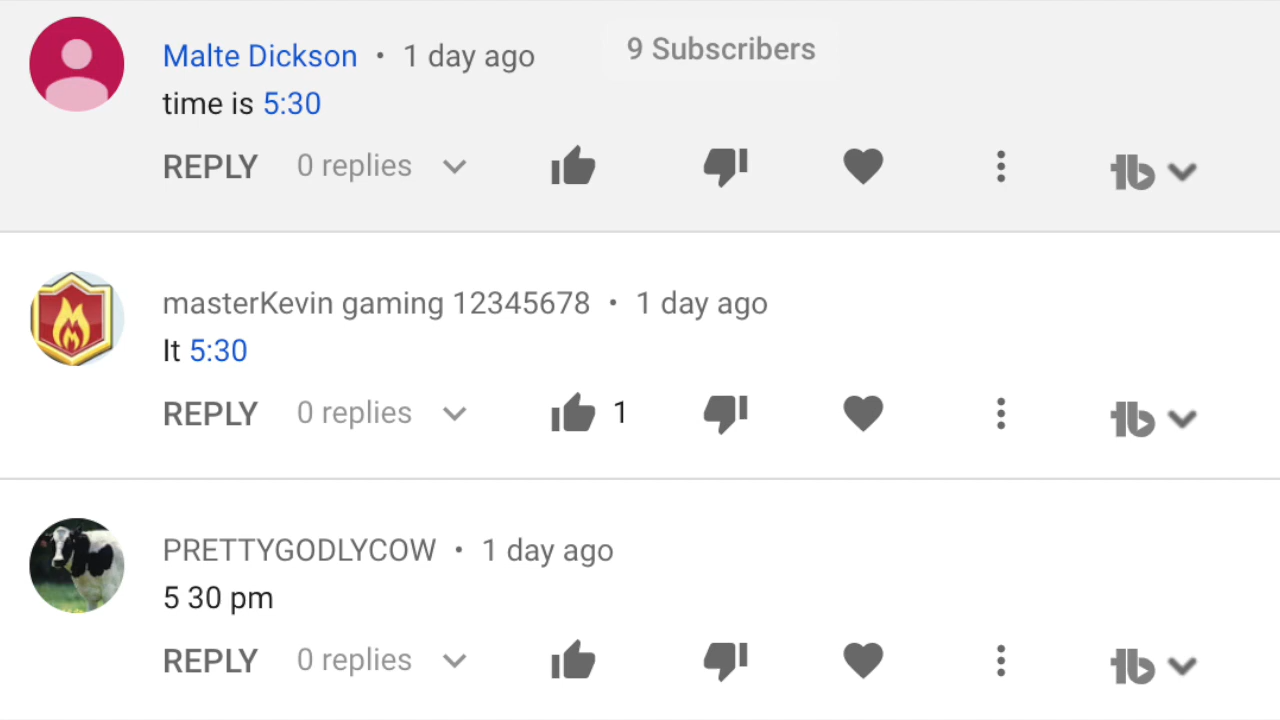 Malte Dickson • 1 day ago 9 Subscribers
time is 5:30
REPLY 0 replies
masterKevin gaming 12345678 • 1 day ago
It 5:30
REPLY 0 replies 1
PRETTYGODLYCOW • 1 day ago
5 30 pm
REPLY 0 replies